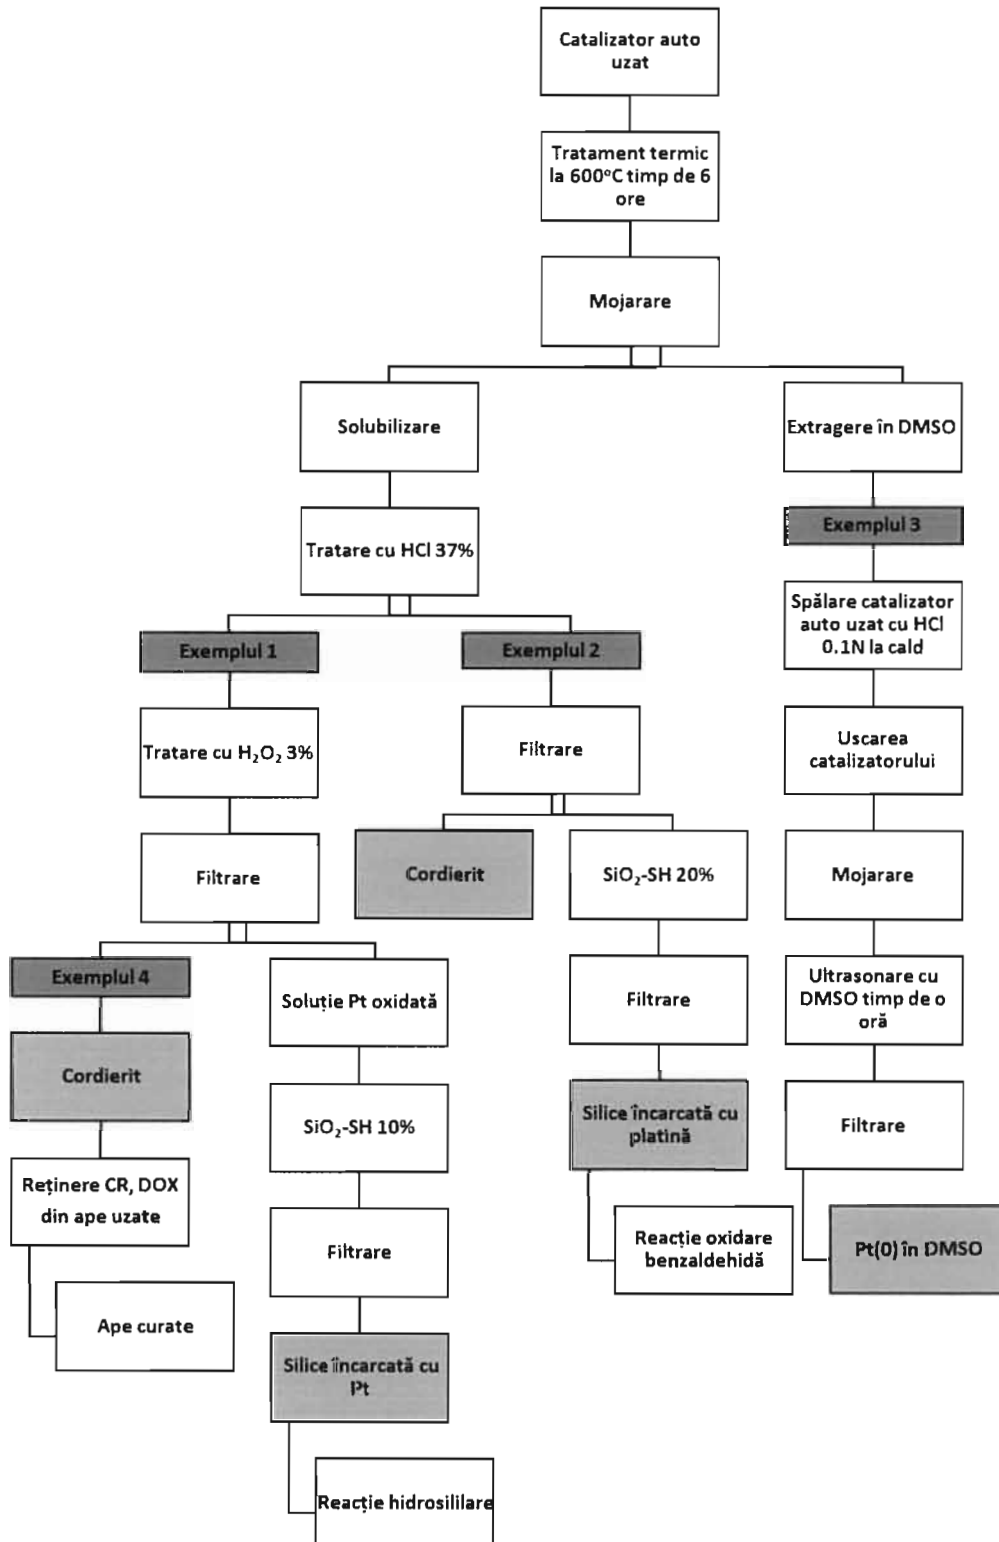 Catalizator auto
uzat
Tratament termic
la 600°C timp de 6
ore
Mojarare
Solubilizare
Extragere în DMSO
Tratare cu HCl 37%
Exemplul 3
Exemplul 1
Exemplul 2
Spălare catalizator
auto uzat cu HCl
0.1N la cald
Tratare cu H₂O₂ 3%
Filtrare
Uscarea
catalizatorului
Filtrare
Cordierit
SiO₂-SH 20%
Mojarare
Exemplul 4
Soluție Pt oxidată
Filtrare
Ultrasonare cu
DMSO timp de o
oră
Cordierit
SiO₂-SH 10%
Silice încarcată cu
platină
Filtrare
Reținere CR, DOX
din ape uzate
Filtrare
Reacție oxidare
benzaldehidă
Pt(0) în DMSO
Ape curate
Silice încarcată cu
Pt
Reacție hidrosililare